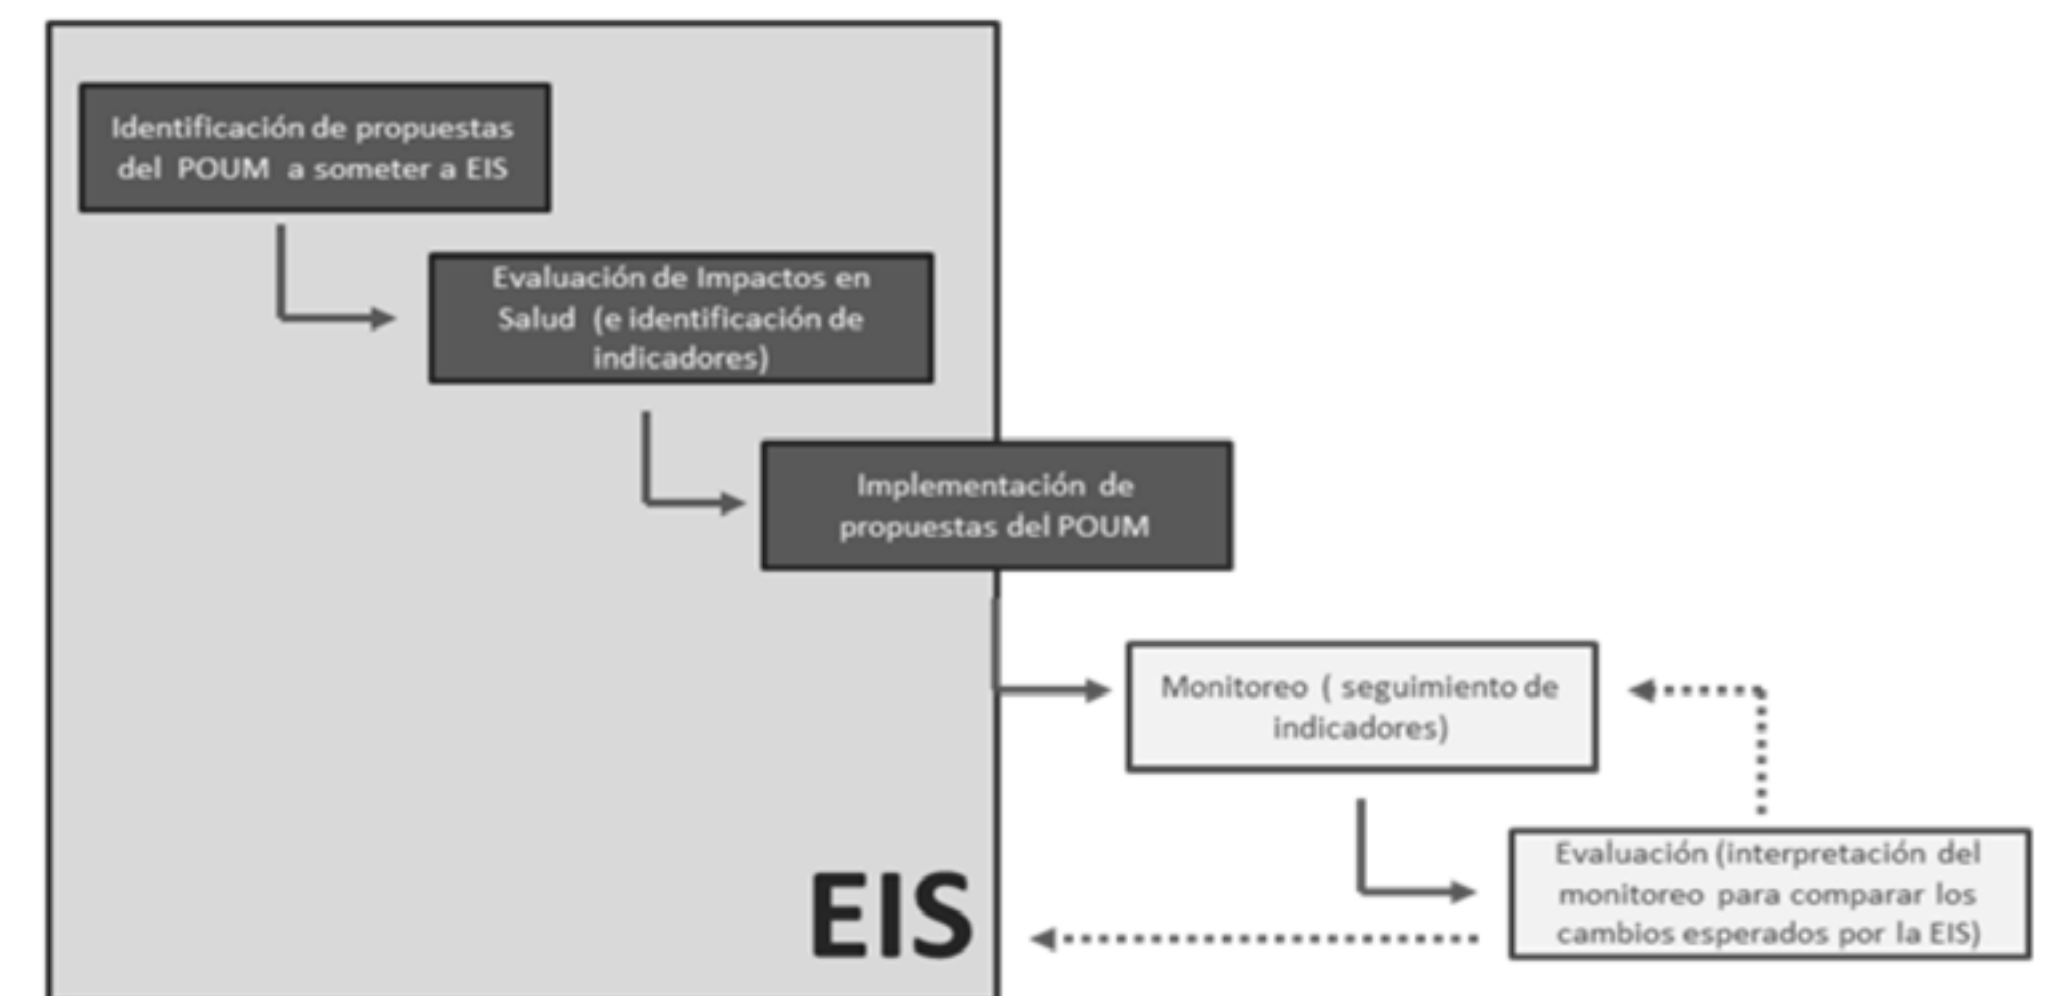 Identificación de propuestas
del POUM a someter a EIS
Evaluación de Impactos en
Salud (e identificación de
indicadores)
Implementación de
propuestas del POUM
Monitoreo ( seguimiento de
indicadores)
Evaluación (interpretación del
monitoreo para comparar los
cambios esperados por la EIS)
EIS